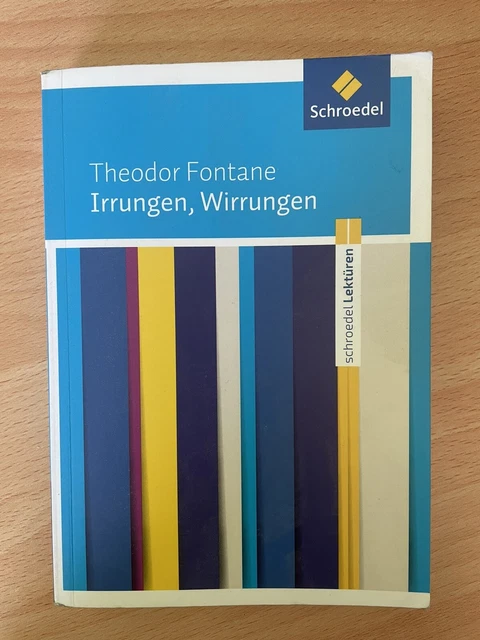 Schroedel
Theodor Fontane
Irrungen, Wirrungen
schroedel Lektüren